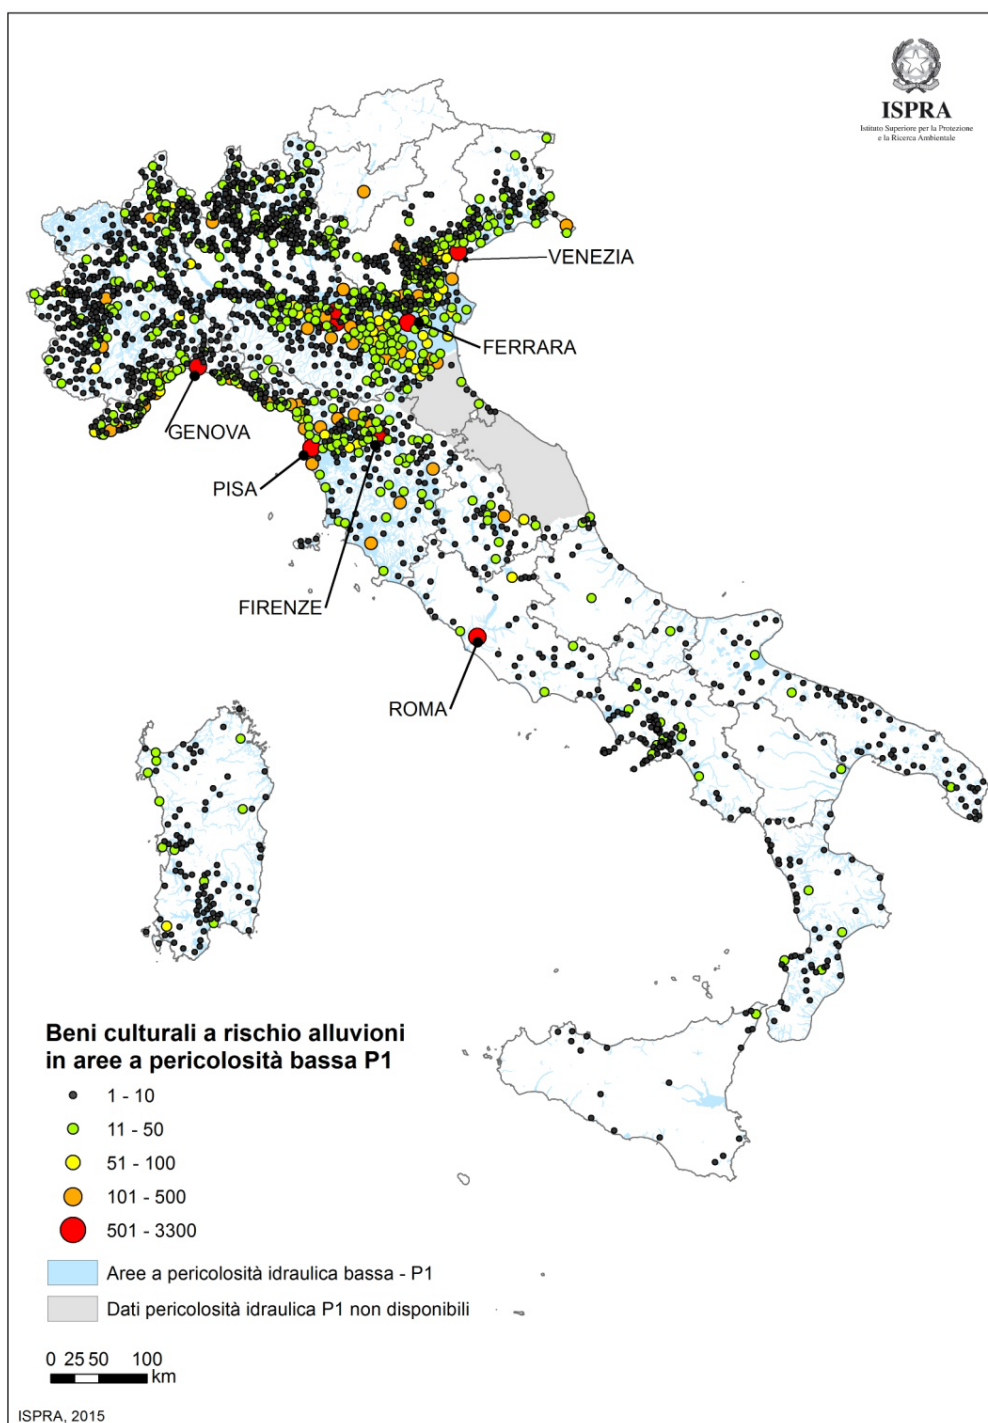 ISPRA
Istituto Superiore per la Protezione
e la Ricerca Ambientale
VENEZIA
FERRARA
GENOVA
PISA
FIRENZE
ROMA
Beni culturali a rischio alluvioni
in aree a pericolosità bassa P1
1 - 10
11 - 50
51 - 100
101 - 500
501 - 3300
Aree a pericolosità idraulica bassa - P1
Dati pericolosità idraulica P1 non disponibili
0 25 50 100
km
ISPRA, 2015